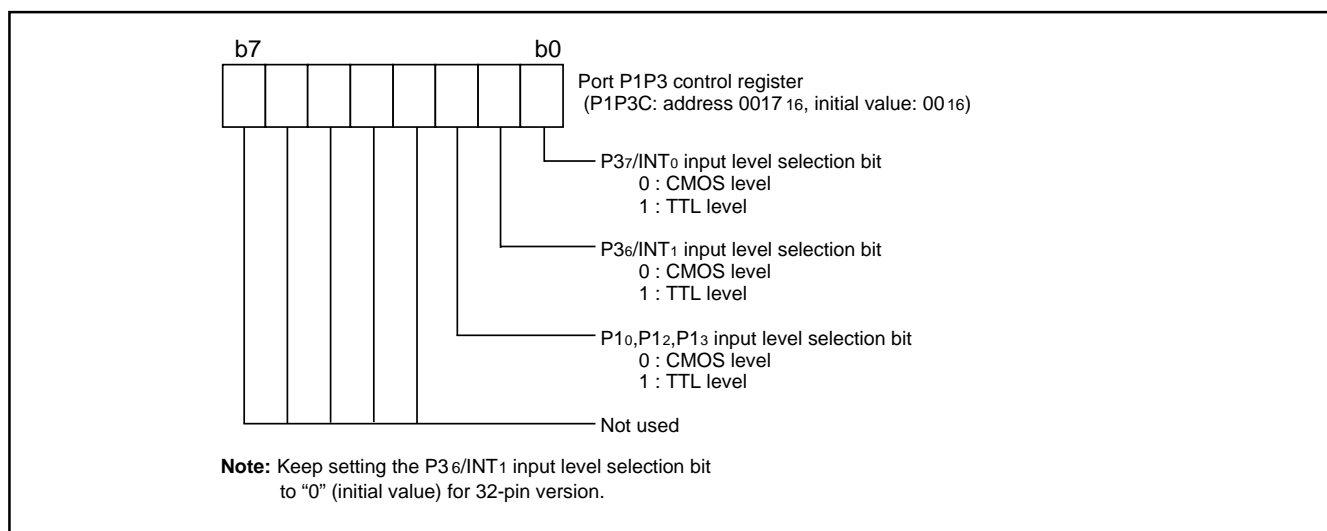 b7 b0
Port P1P3 control register
(P1P3C: address 0017 16, initial value: 00 16)
P37/INT0 input level selection bit
0 : CMOS level
1 : TTL level
P36/INT1 input level selection bit
0 : CMOS level
1 : TTL level
P10,P12,P13 input level selection bit
0 : CMOS level
1 : TTL level
Not used
Note: Keep setting the P36/INT1 input level selection bit
to “0” (initial value) for 32-pin version.